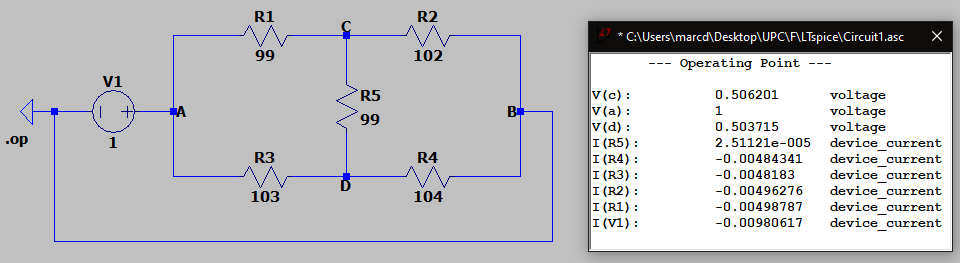 R1
C
R2
99
102
V1
A
R5
99
B
.op
1
R3
R4
D
103
104
* C:\Users\marcd\Desktop\UPC\F\LTspice\Circuit1.asc
--- Operating Point ---
V(c): 0.506201 voltage
V(a): 1 voltage
V(d): 0.503715 voltage
I(R5): 2.51121e-005 device_current
I(R4): -0.00484341 device_current
I(R3): -0.0048183 device_current
I(R2): -0.00496276 device_current
I(R1): -0.00498787 device_current
I(V1): -0.00980617 device_current